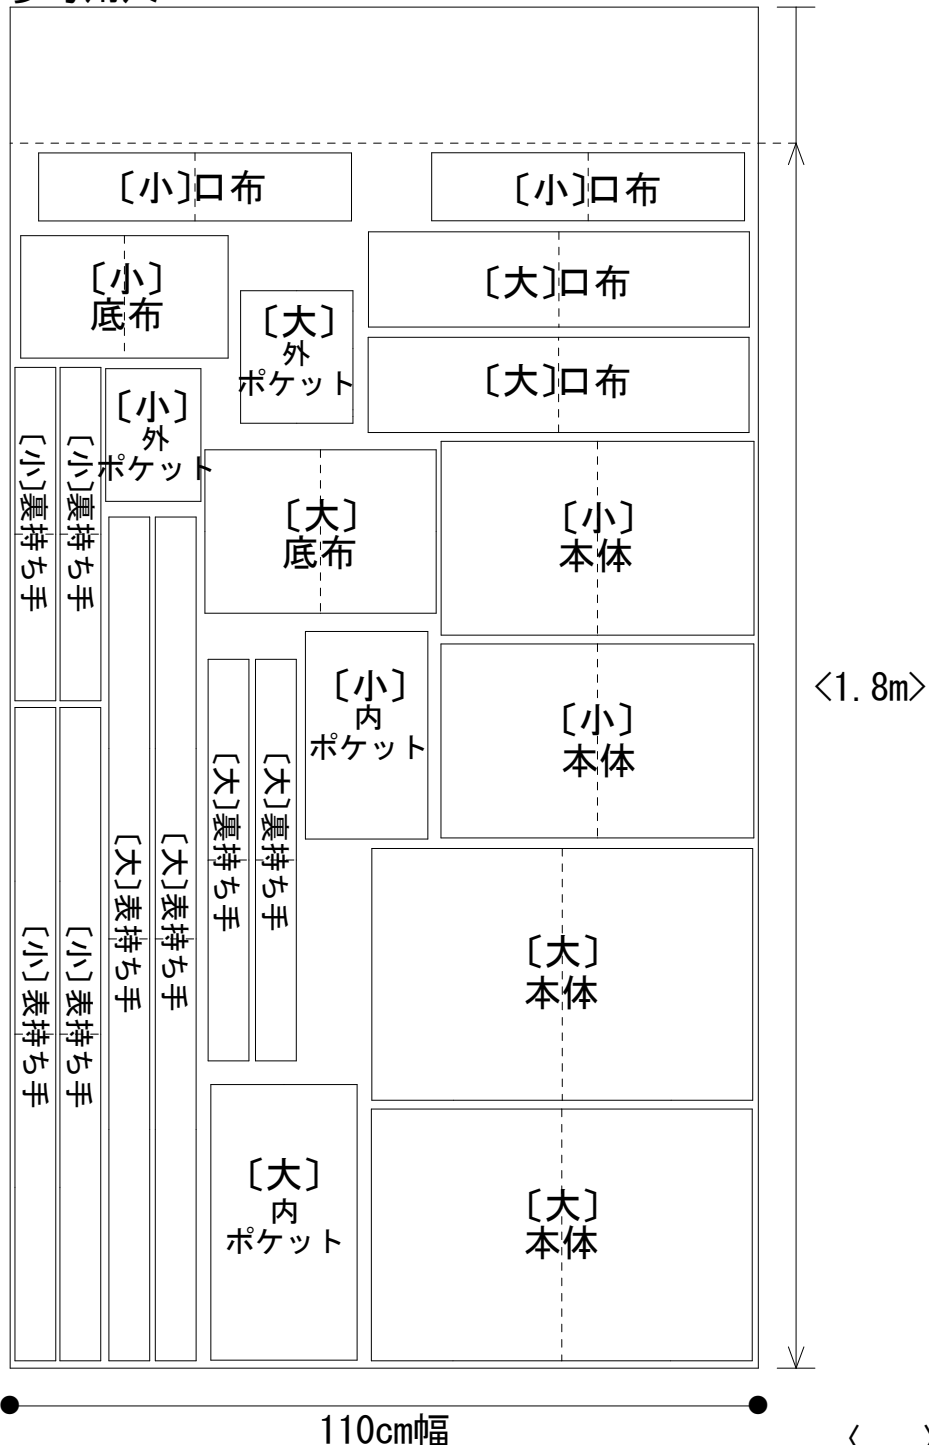 〔小〕口布
〔小〕口布
〔小〕
底布
〔大〕口布
〔大〕
外
ポケット
〔大〕口布
〔小〕
外
ポケット
〔小〕裏持ち手
〔小〕裏持ち手
〔大〕
底布
〔小〕
本体
〔小〕
内
ポケット
〔小〕
本体
<1.8m>
〔大〕裏持ち手
〔大〕裏持ち手
〔大〕表持ち手
〔大〕表持ち手
〔小〕表持ち手
〔小〕表持ち手
〔大〕
本体
〔大〕
内
ポケット
〔大〕
本体
110cm幅